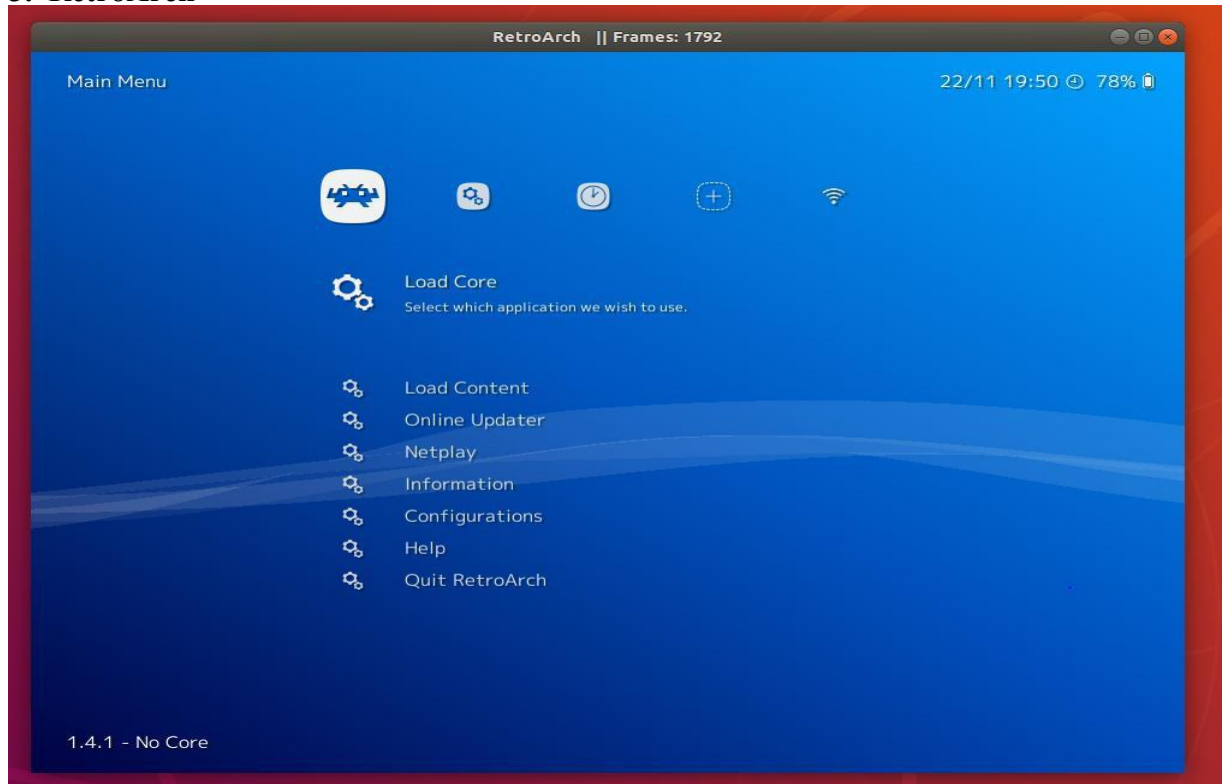 RetroArch || Frames: 1792
Main Menu
22/11 19:50 78%
Load Core
Select which application we wish to use.
Load Content
Online Updater
Netplay
Information
Configurations
Help
Quit RetroArch
1.4.1 - No Core